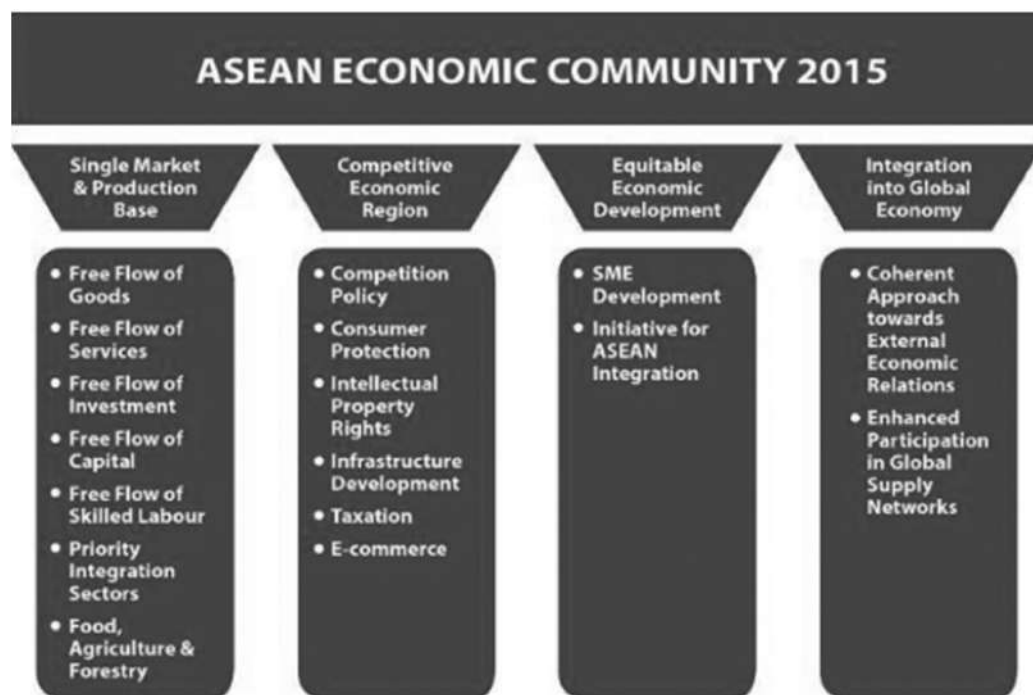 ASEAN ECONOMIC COMMUNITY 2015
Single Market
& Production
Base
• Free Flow of
Goods
• Free Flow of
Services
• Free Flow of
Investment
• Free Flow of
Capital
• Free Flow of
Skilled Labour
• Priority
Integration
Sectors
• Food,
Agriculture &
Forestry
Competitive
Economic
Region
• Competition
Policy
• Consumer
Protection
• Intellectual
Property
Rights
• Infrastructure
Development
• Taxation
• E-commerce
Equitable
Economic
Development
• SME
Development
• Initiative for
ASEAN
Integration
Integration
into Global
Economy
• Coherent
Approach
towards
External
Economic
Relations
• Enhanced
Participation
in Global
Supply
Networks